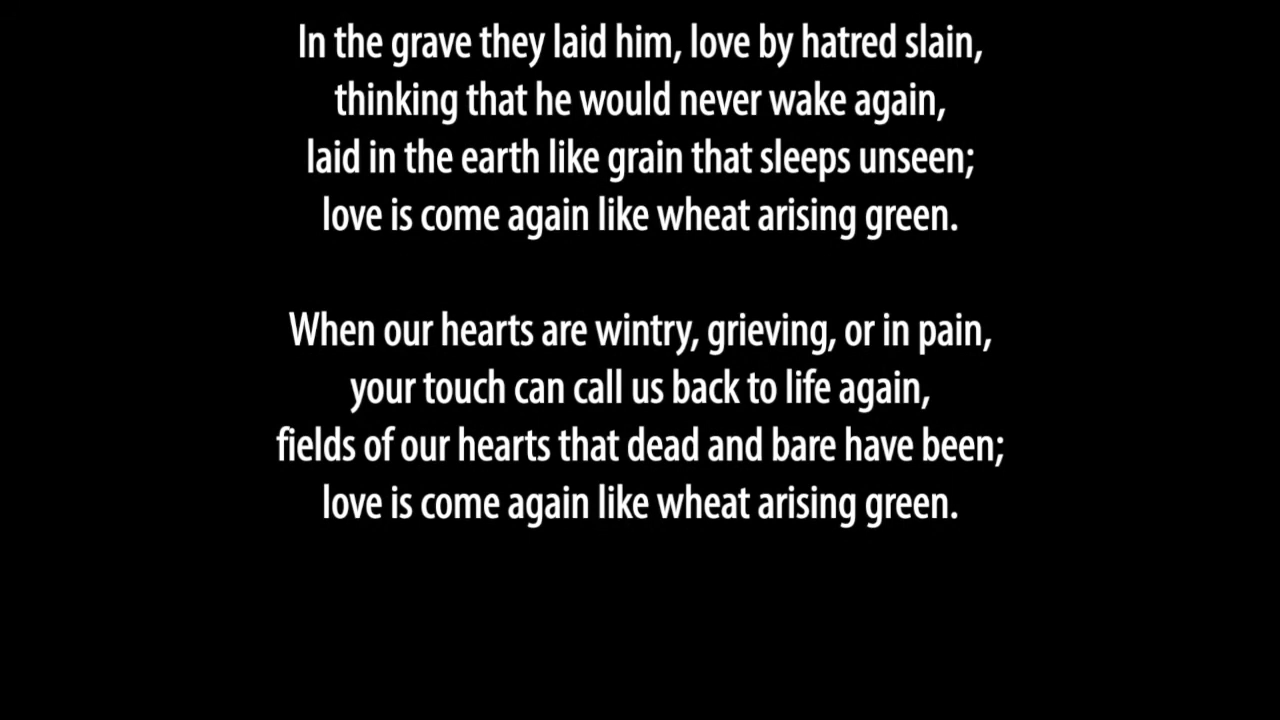 In the grave they laid him, love by hatred slain,
thinking that he would never wake again,
laid in the earth like grain that sleeps unseen;
love is come again like wheat arising green.
When our hearts are wintry, grieving, or in pain,
your touch can call us back to life again,
fields of our hearts that dead and bare have been;
love is come again like wheat arising green.